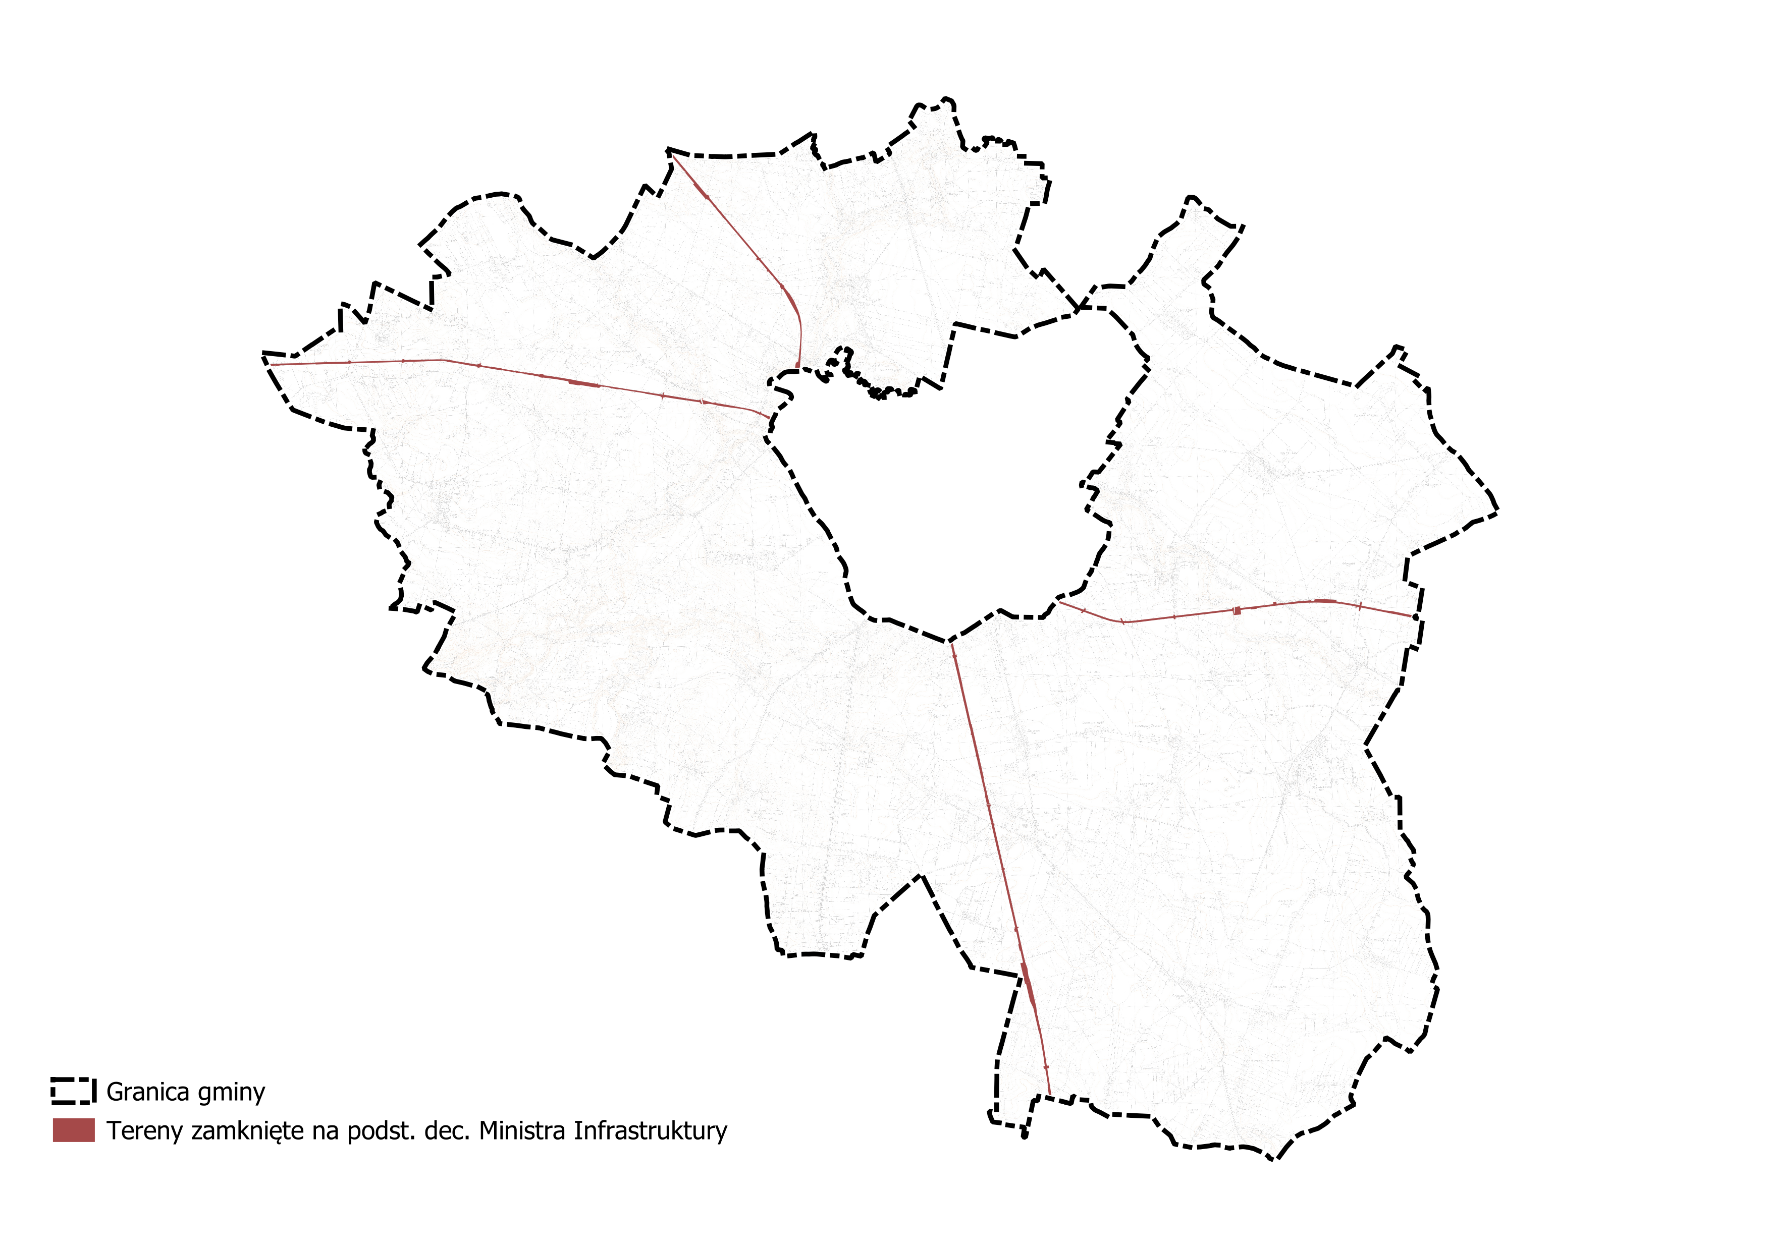 Granica gminy
Tereny zamknięte na podst. dec. Ministra Infrastruktury